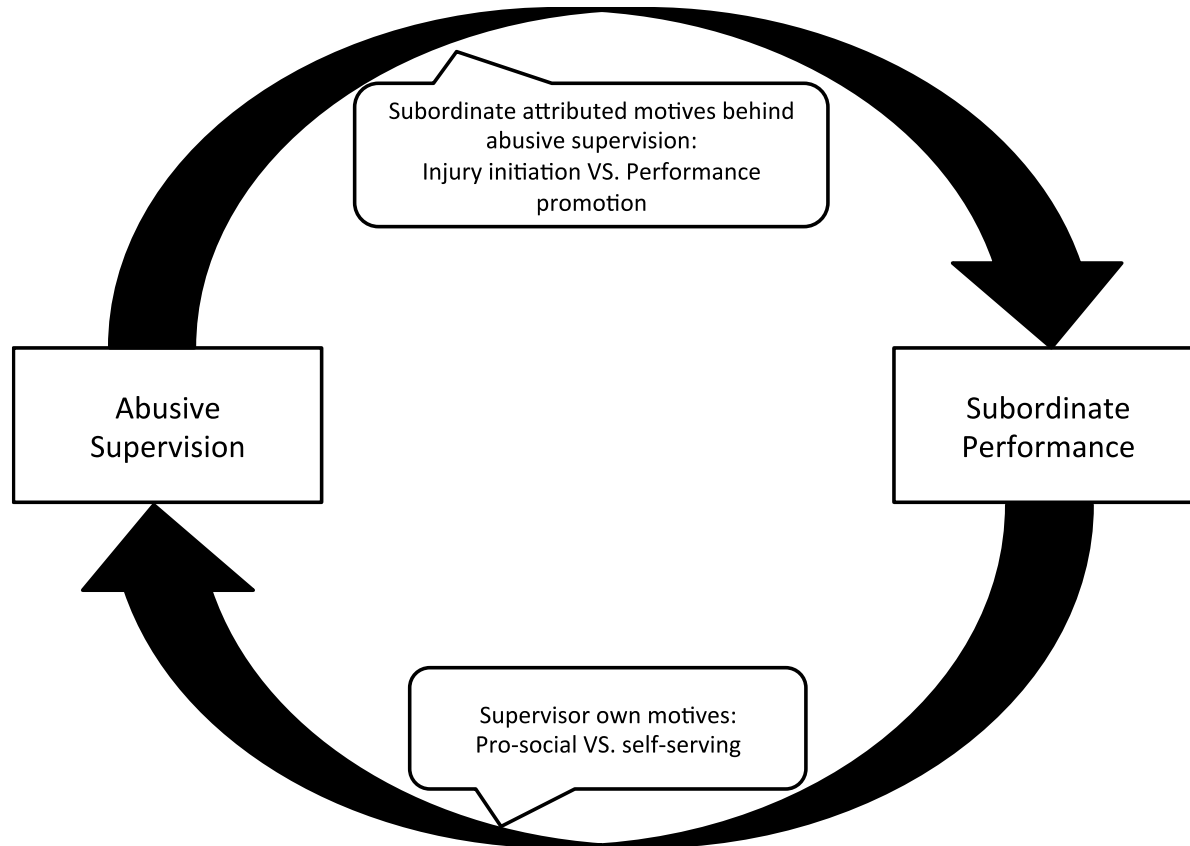 Subordinate attributed motives behind
abusive supervision:
Injury initiation VS. Performance
promotion
Abusive
Supervision
Subordinate
Performance
Supervisor own motives:
Pro-social VS. self-serving